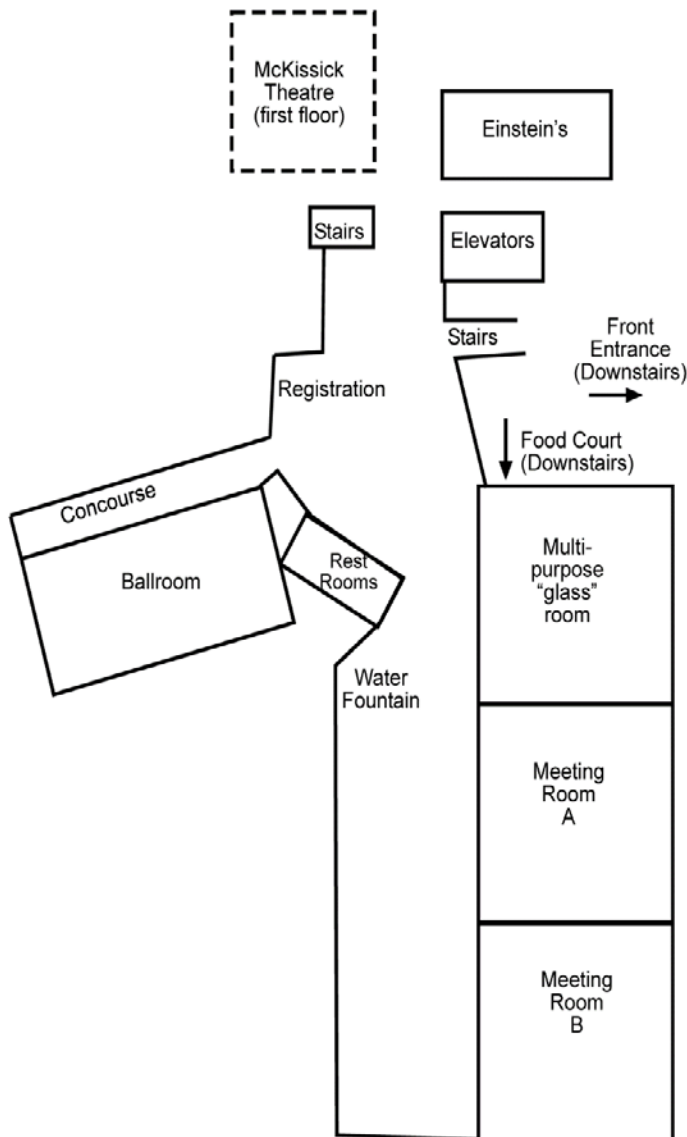 McKissick
Theatre
(first floor)
Einstein's
Stairs
Elevators
Stairs
Front
Entrance
(Downstairs)
Registration
Food Court
(Downstairs)
Concourse
Ballroom
Rest
Rooms
Multi-
purpose
“glass”
room
Water
Fountain
Meeting
Room
A
Meeting
Room
B